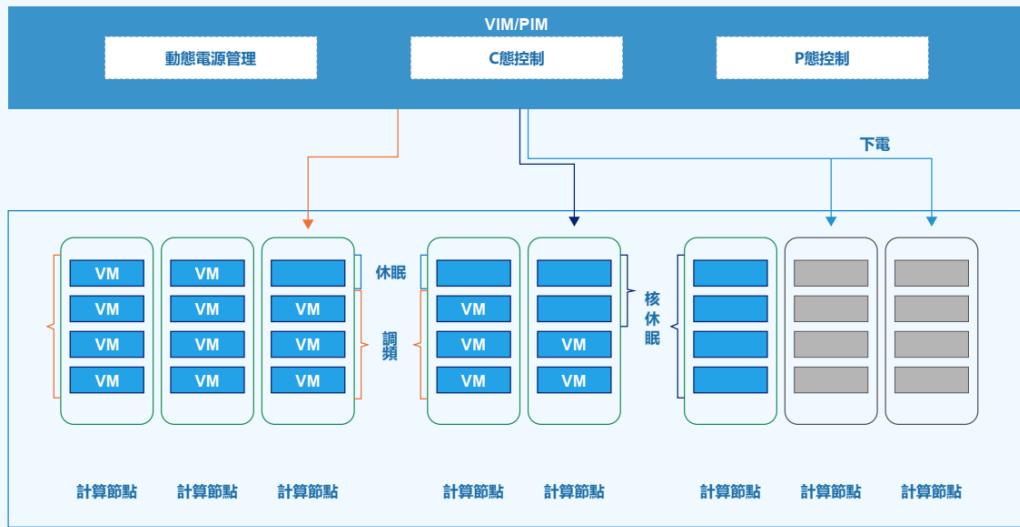 VIM/PIM
動態電源管理 C態控制 P態控制
下電
VM VM
VM VM VM VM
VM VM VM VM VM
VM VM VM VM VM
休眠
調頻
核休眠
計算節點 計算節點 計算節點 計算節點 計算節點 計算節點 計算節點 計算節點